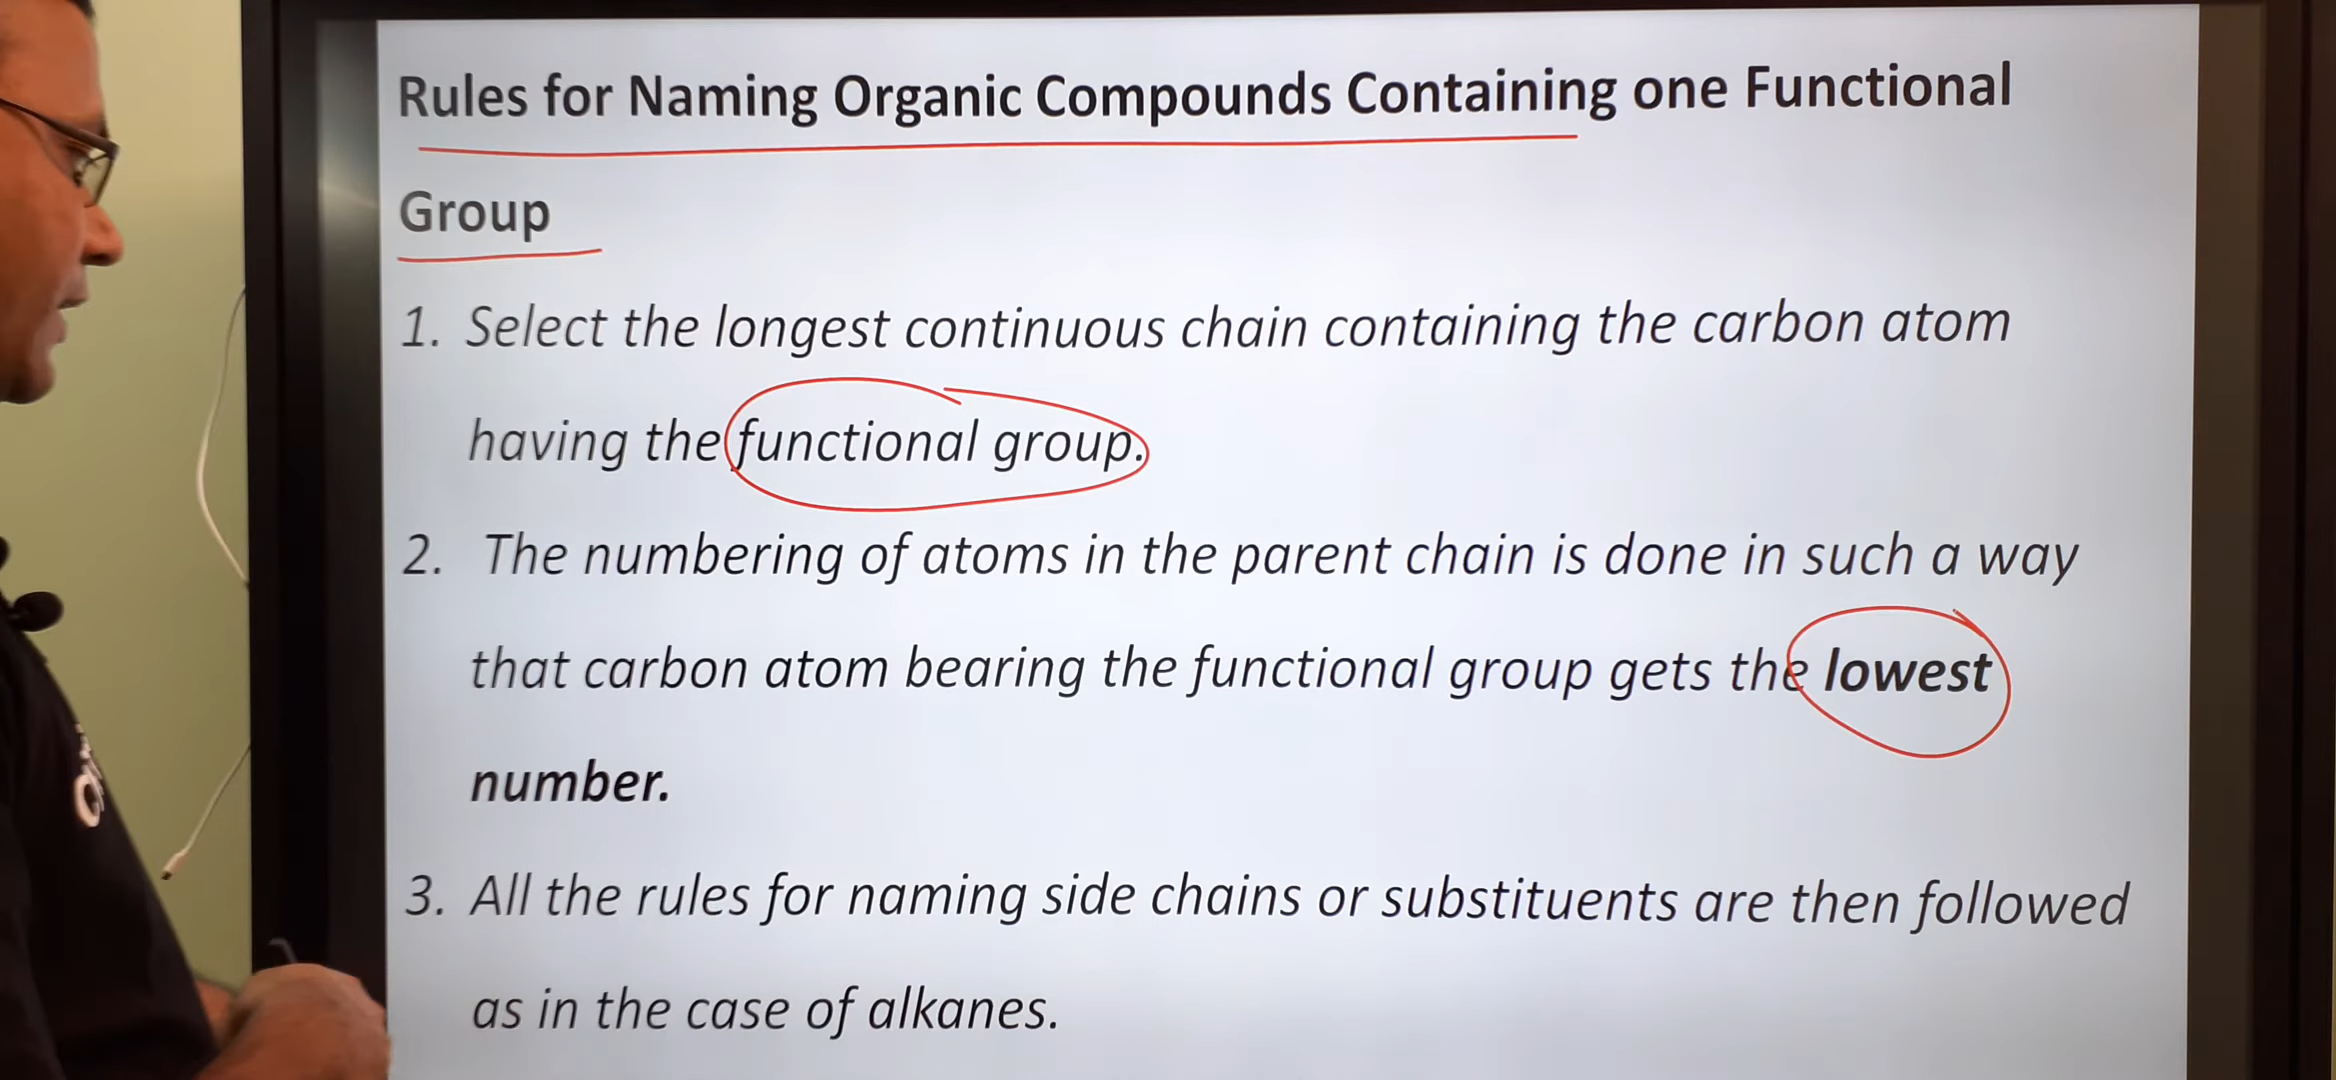 Rules for Naming Organic Compounds Containing one Functional
Group
1. Select the longest continuous chain containing the carbon atom
having the functional group.
2. The numbering of atoms in the parent chain is done in such a way
that carbon atom bearing the functional group gets the lowest
number.
3. All the rules for naming side chains or substituents are then followed
as in the case of alkanes.